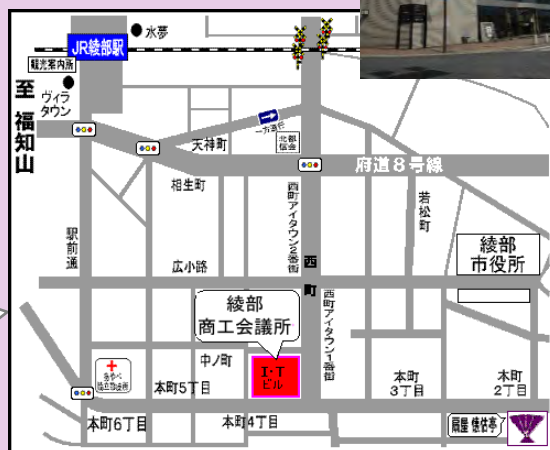 水夢
JR綾部駅
観光案内所
ヴィラ
タウン
至 福知山
一方通行
天神町
北都
信金
府道8号線
相生町
西町アイタウン2番街
若松町
駅前通
広小路
西町
綾部
市役所
綾部
商工会議所
西町アイタウン1番街
中ノ町
I・T
ビル
本町5丁目
本町
3丁目
本町
2丁目
本町6丁目
本町4丁目